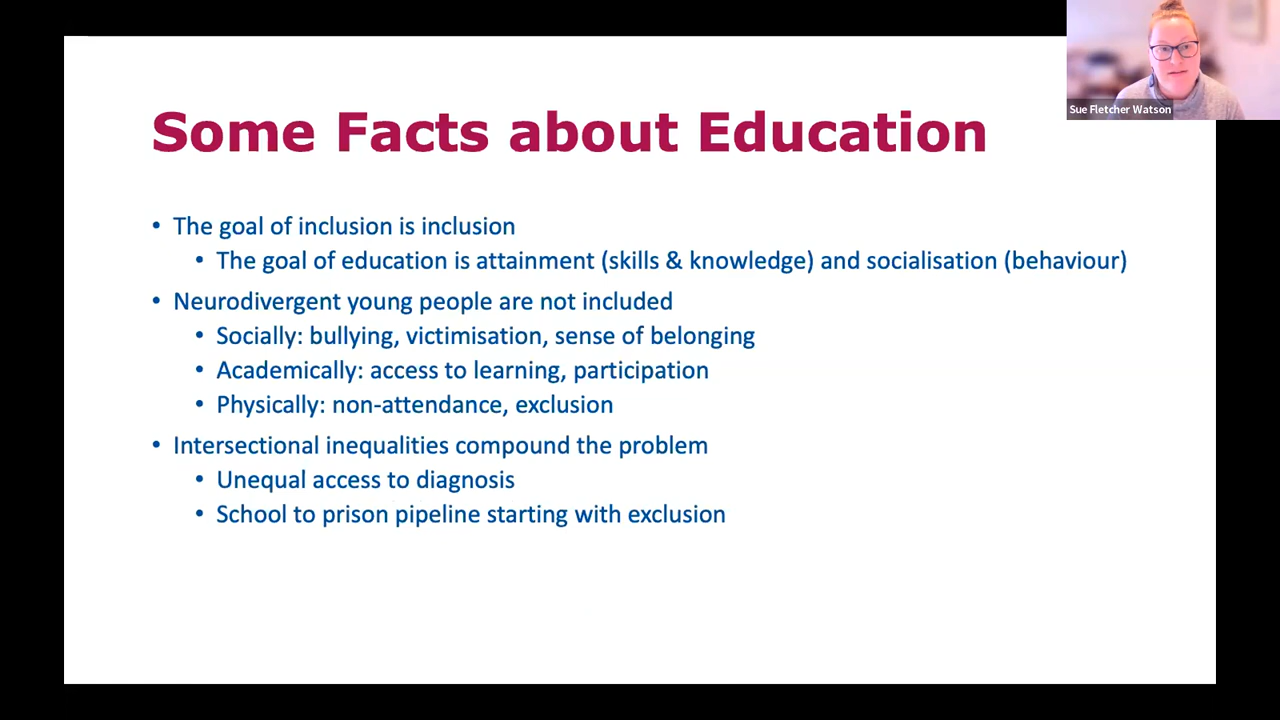 Some Facts about Education
• The goal of inclusion is inclusion
• The goal of education is attainment (skills & knowledge) and socialisation (behaviour)
• Neurodivergent young people are not included
• Socially: bullying, victimisation, sense of belonging
• Academically: access to learning, participation
• Physically: non-attendance, exclusion
• Intersectional inequalities compound the problem
• Unequal access to diagnosis
• School to prison pipeline starting with exclusion
Sue Fletcher Watson